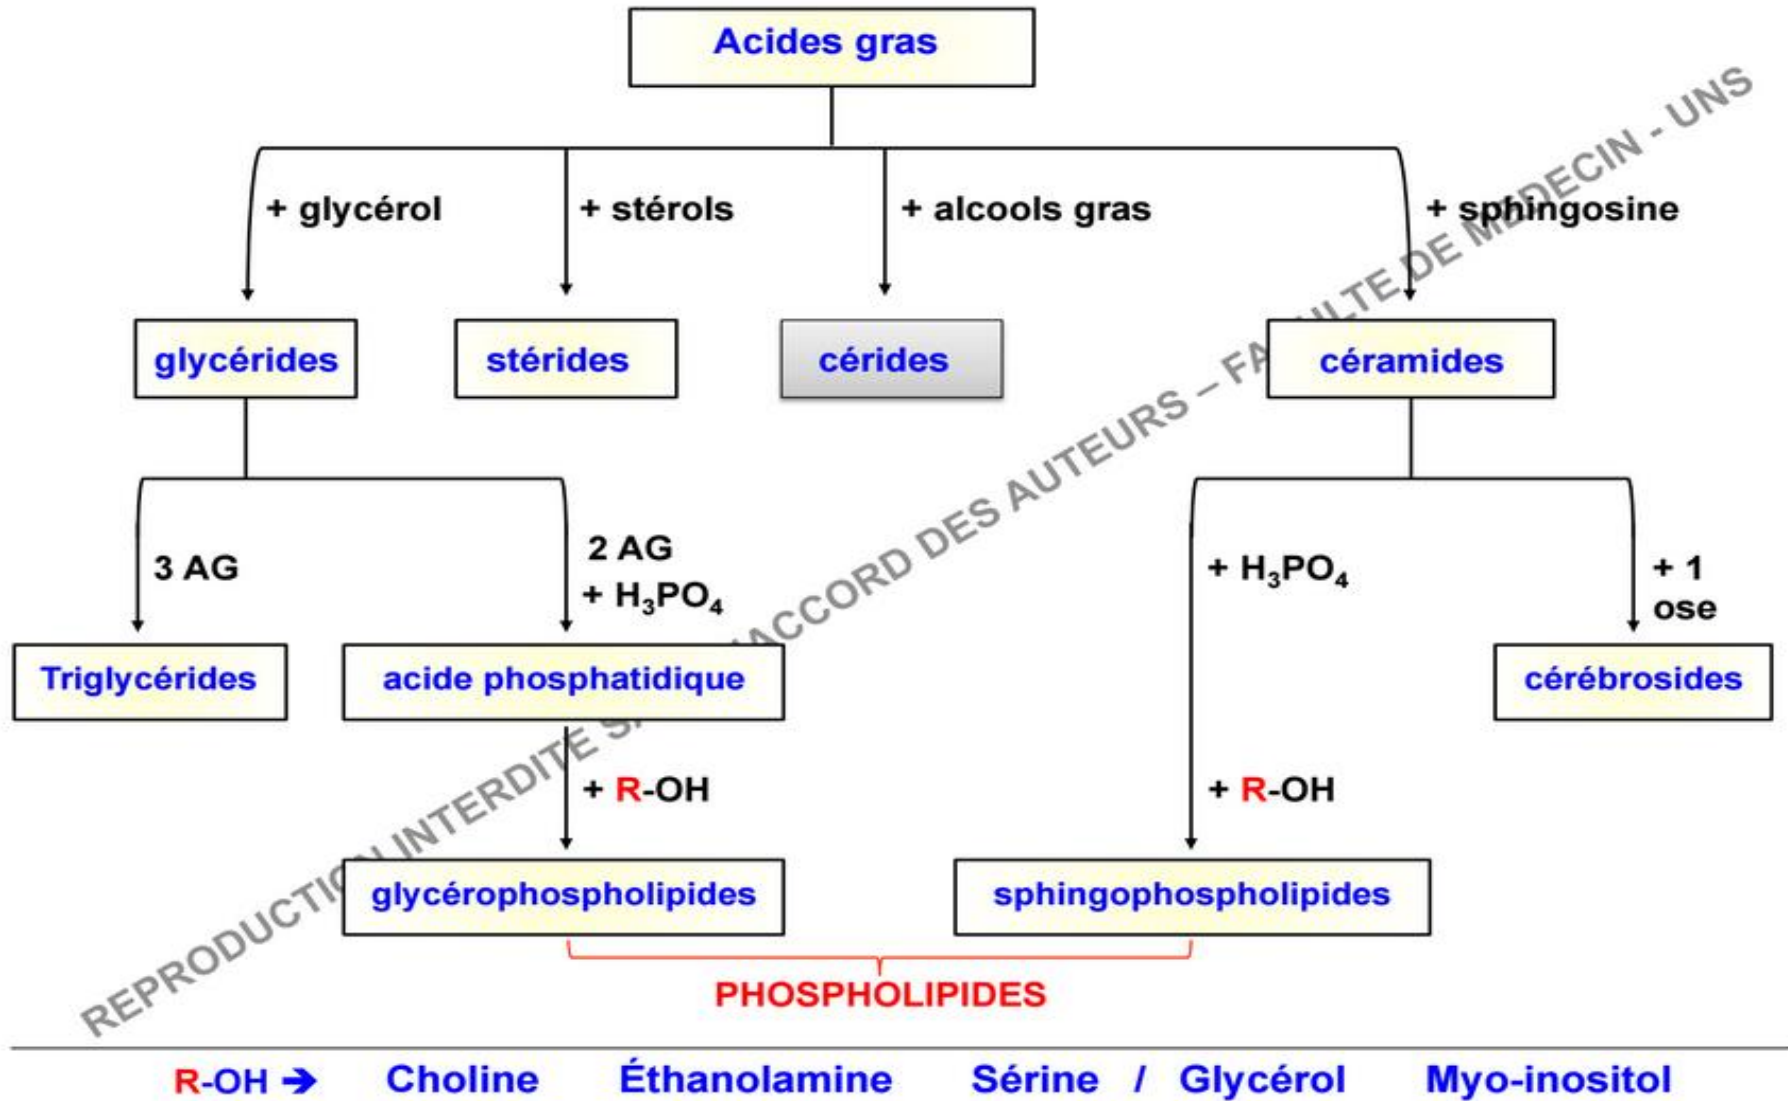 Acides gras
+ glycérol
+ stérols
+ alcools gras
+ sphingosine
glycérides
stérides
cérides
céramides
3 AG
2 AG
+ H₃PO₄
+ H₃PO₄
+ 1
ose
Triglycérides
acide phosphatidique
cérébrosides
+ R-OH
+ R-OH
glycérophospholipides
sphingophospholipides
PHOSPHOLIPIDES
R-OH ➔ Choline Éthanolamine Sérine / Glycérol Myo-inositol
REPRODUCTION INTERDITE ACCORD DES AUTEURS – DE MEDECIN - UNS